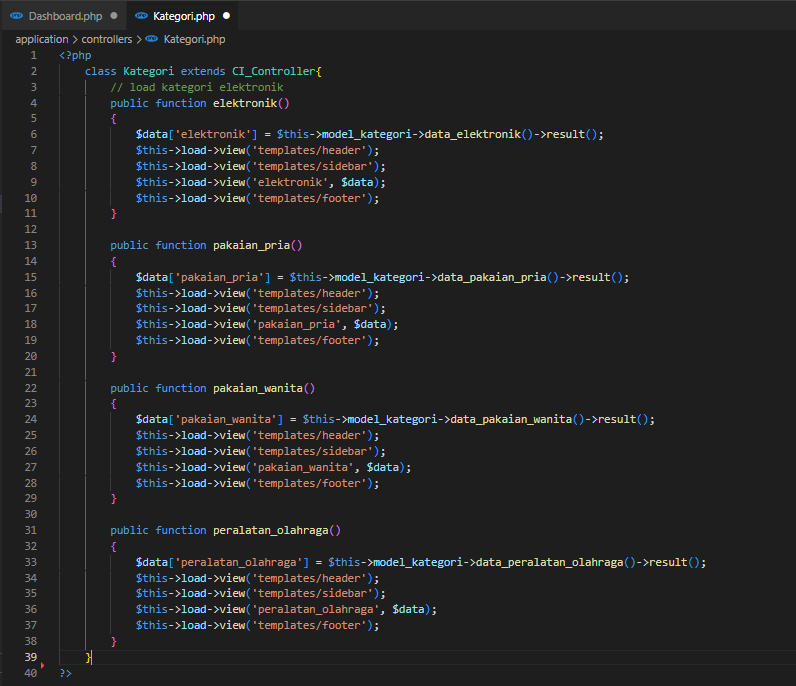 Dashboard.php Kategori.php
application > controllers > Kategori.php
1 <?php
2 class Kategori extends CI_Controller{
3 // load kategori elektronik
4 public function elektronik()
5 {
6 $data['elektronik'] = $this->model_kategori->data_elektronik()->result();
7 $this->load->view('templates/header');
8 $this->load->view('templates/sidebar');
9 $this->load->view('elektronik', $data);
10 $this->load->view('templates/footer');
11 }
12
13 public function pakaian_pria()
14 {
15 $data['pakaian_pria'] = $this->model_kategori->data_pakaian_pria()->result();
16 $this->load->view('templates/header');
17 $this->load->view('templates/sidebar');
18 $this->load->view('pakaian_pria', $data);
19 $this->load->view('templates/footer');
20 }
21
22 public function pakaian_wanita()
23 {
24 $data['pakaian_wanita'] = $this->model_kategori->data_pakaian_wanita()->result();
25 $this->load->view('templates/header');
26 $this->load->view('templates/sidebar');
27 $this->load->view('pakaian_wanita', $data);
28 $this->load->view('templates/footer');
29 }
30
31 public function peralatan_olahraga()
32 {
33 $data['peralatan_olahraga'] = $this->model_kategori->data_peralatan_olahraga()->result();
34 $this->load->view('templates/header');
35 $this->load->view('templates/sidebar');
36 $this->load->view('peralatan_olahraga', $data);
37 $this->load->view('templates/footer');
38 }
39 }
40 ?>